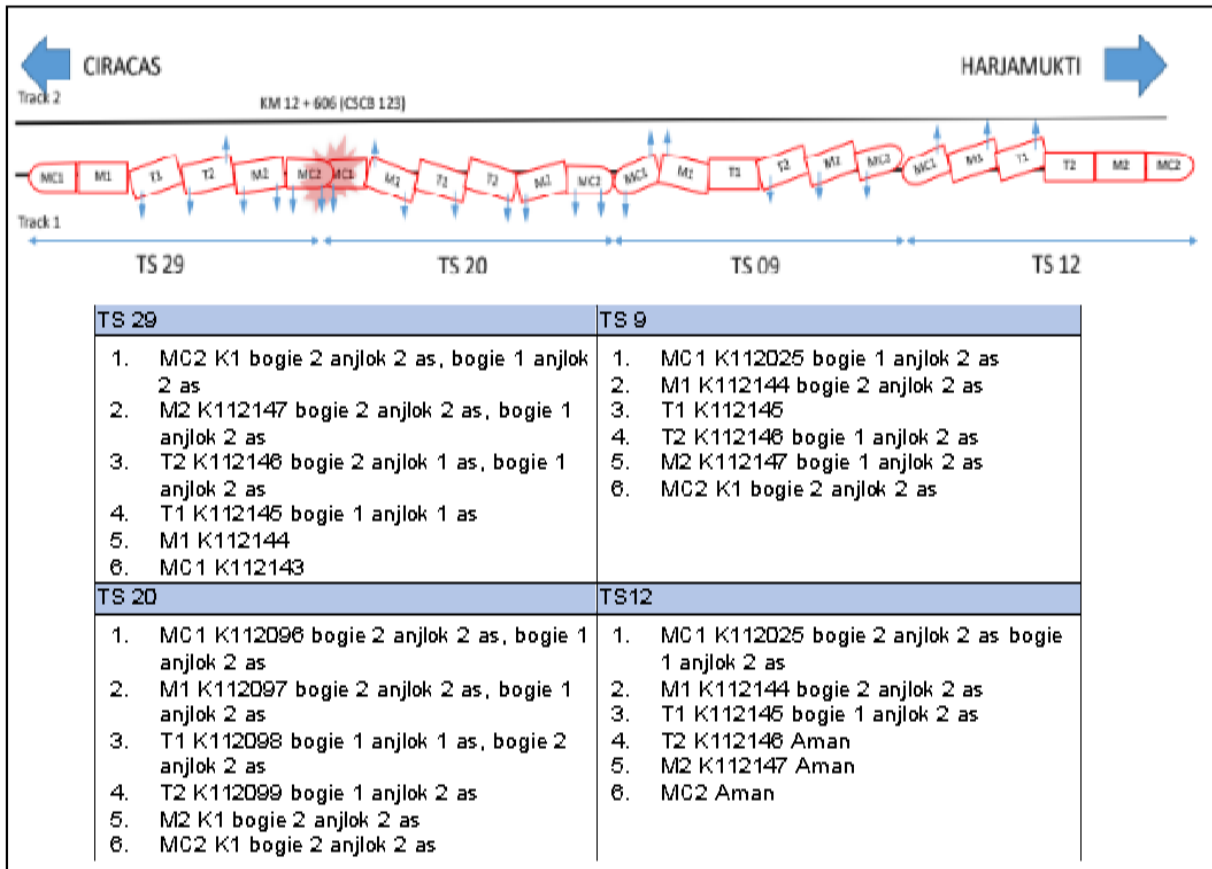 CIRACAS
HARJAMUKTI
Track 2
KM 12 + 606 (CSCB 123)
MC1 M1 T1 T2 M2 MC2 MC1 M1 T1 T2 M2 MC2 MC1 M1 T1 T2 M2 MC2 MC1 M1 T1 T2 M2 MC2
Track 1
TS 29 TS 20 TS 09 TS 12
TS 29
1. MC2 K1 bogie 2 anjlok 2 as, bogie 1 anjlok
2 as
2. M2 K112147 bogie 2 anjlok 2 as, bogie 1
anjlok 2 as
3. T2 K112146 bogie 2 anjlok 1 as, bogie 1
anjlok 2 as
4. T1 K112145 bogie 1 anjlok 1 as
5. M1 K112144
6. MC1 K112143
TS 9
1. MC1 K112025 bogie 1 anjlok 2 as
2. M1 K112144 bogie 2 anjlok 2 as
3. T1 K112145
4. T2 K112146 bogie 1 anjlok 2 as
5. M2 K112147 bogie 1 anjlok 2 as
6. MC2 K1 bogie 2 anjlok 2 as
TS 20
1. MC1 K112096 bogie 2 anjlok 2 as, bogie 1
anjlok 2 as
2. M1 K112097 bogie 2 anjlok 2 as, bogie 1
anjlok 2 as
3. T1 K112098 bogie 1 anjlok 1 as, bogie 2
anjlok 2 as
4. T2 K112099 bogie 1 anjlok 2 as
5. M2 K1 bogie 2 anjlok 2 as
6. MC2 K1 bogie 2 anjlok 2 as
TS12
1. MC1 K112025 bogie 2 anjlok 2 as bogie
1 anjlok 2 as
2. M1 K112144 bogie 2 anjlok 2 as
3. T1 K112145 bogie 1 anjlok 2 as
4. T2 K112146 Aman
5. M2 K112147 Aman
6. MC2 Aman